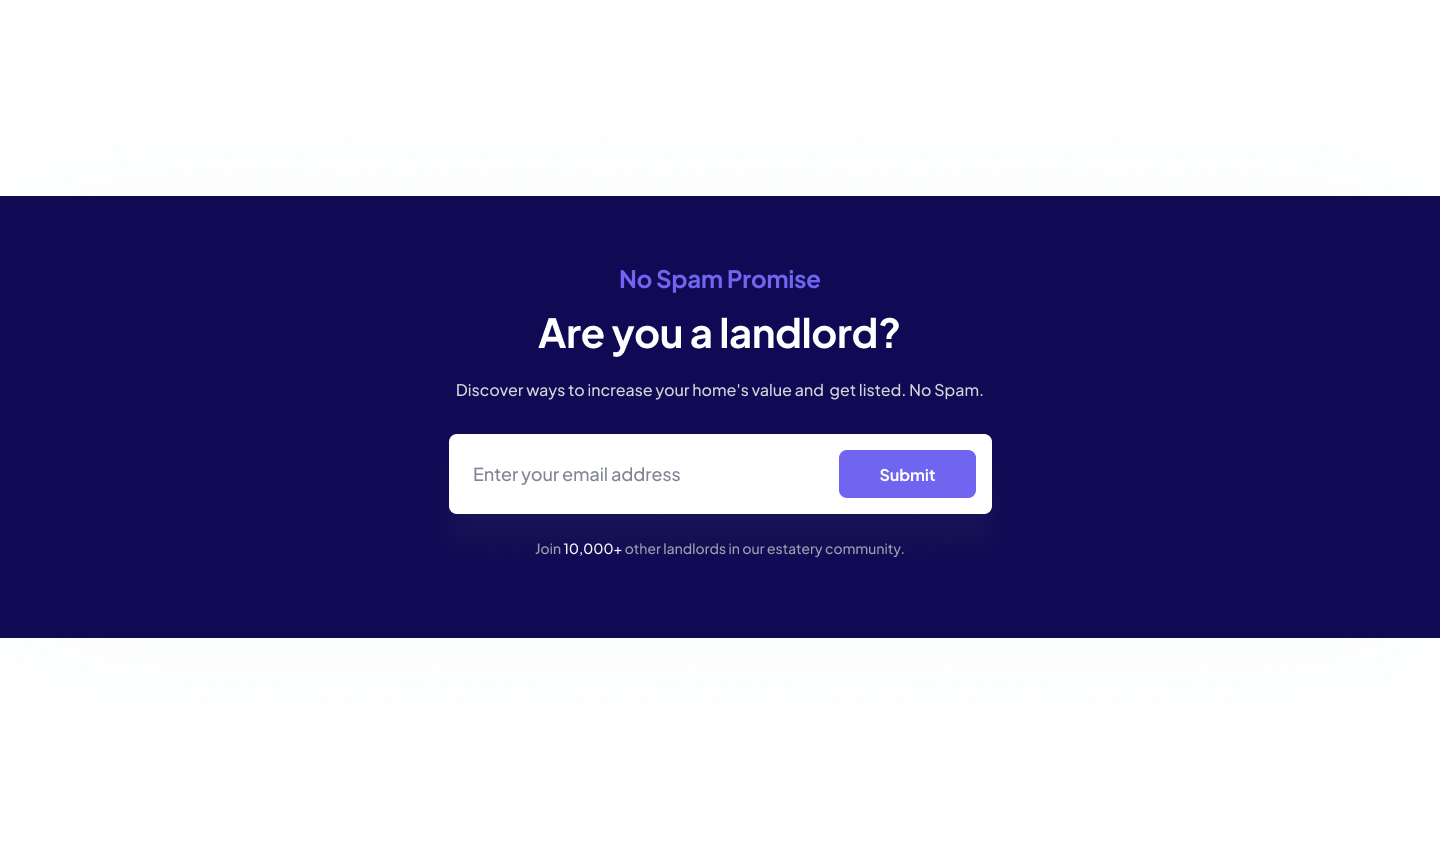 No Spam Promise
Are you a landlord?
Discover ways to increase your home's value and get listed. No Spam.
Enter your email address
Submit
Join 10,000+ other landlords in our estatery community.